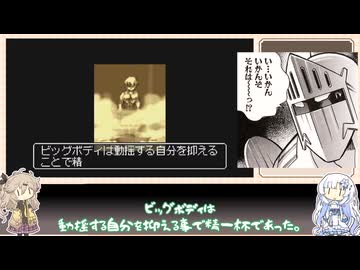 ビッグボディは動揺する自分を抑える
ことで精
い…いかん
いかんぞ
それは〜〜っ!?
ビッグボディは
動揺する自分を抑える事で精一杯であった。